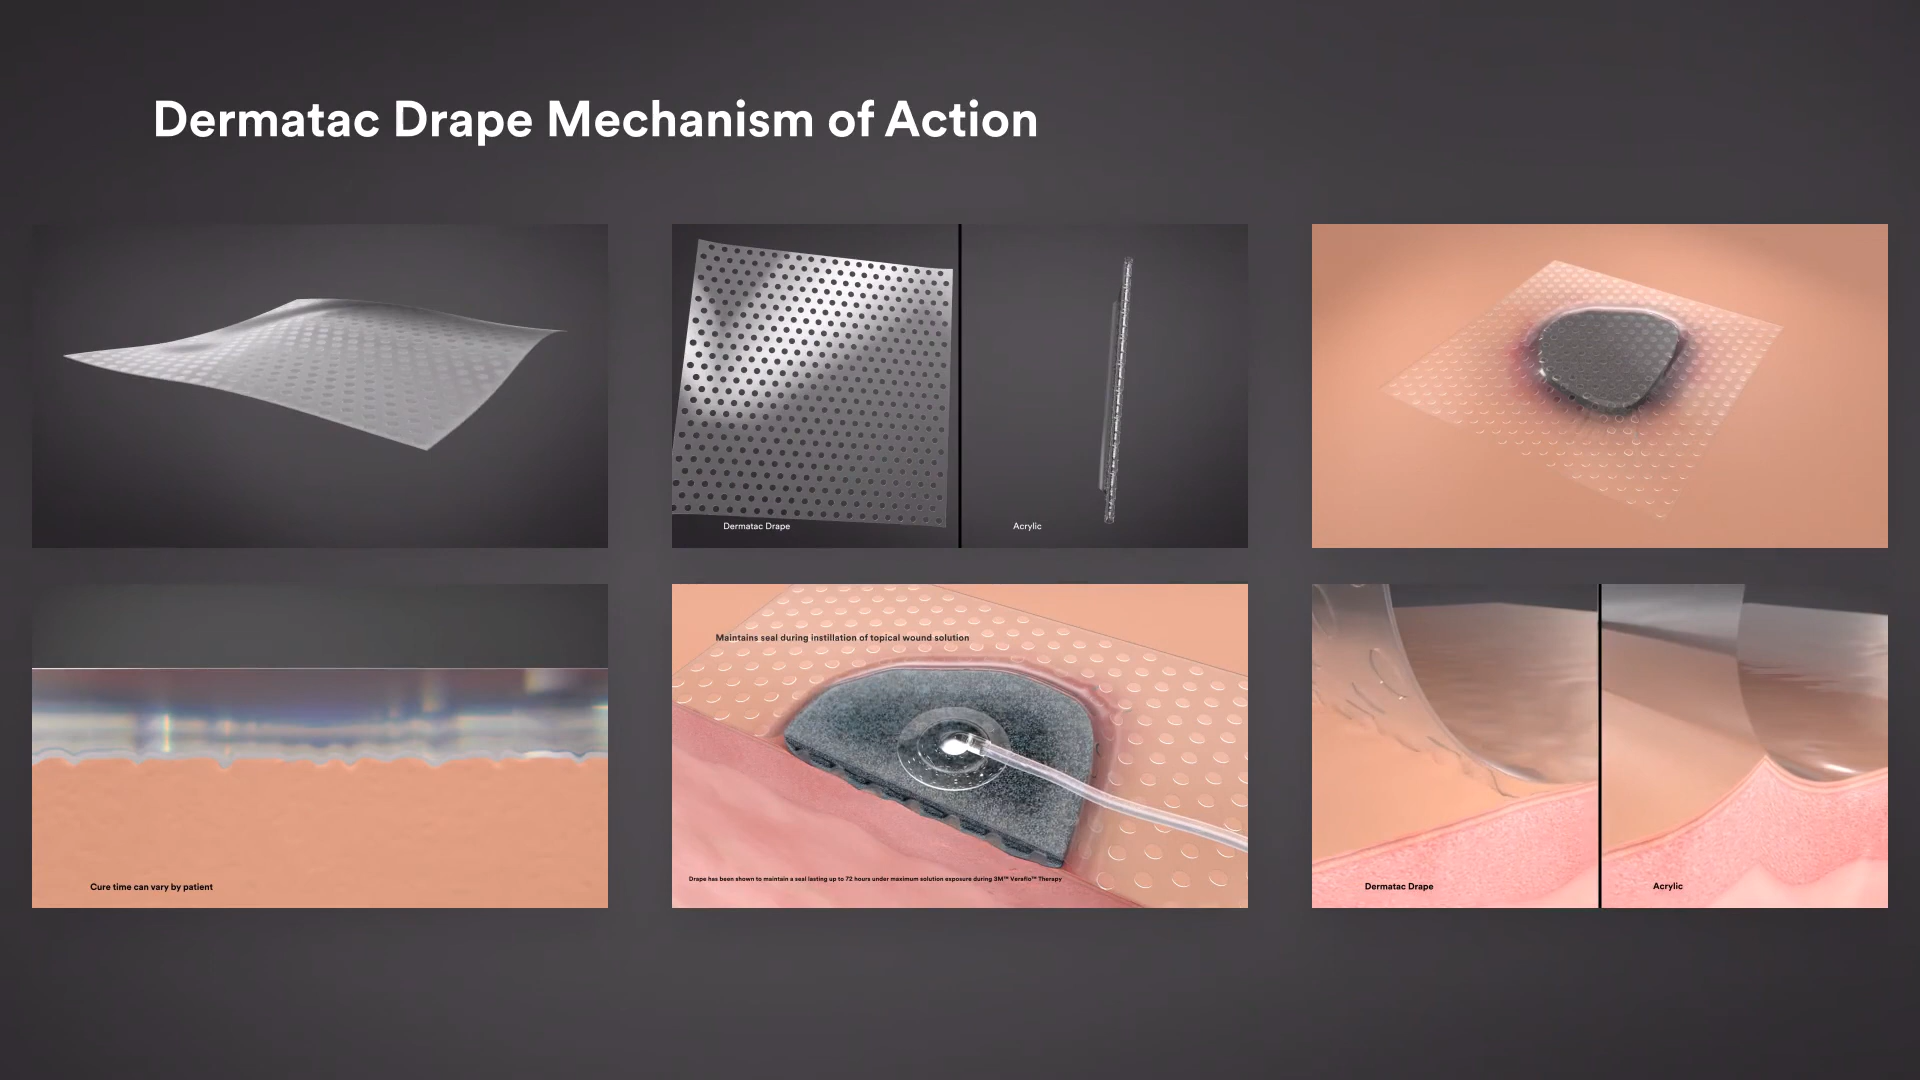 Dermatac Drape Mechanism of Action
Dermatac Drape
Acrylic
Cure time can vary by patient
Maintains seal during instillation of topical wound solution
Drape has been shown to maintain a seal lasting up to 72 hours under maximum solution exposure during 3M™ Veraflo™ Therapy
Dermatac Drape
Acrylic